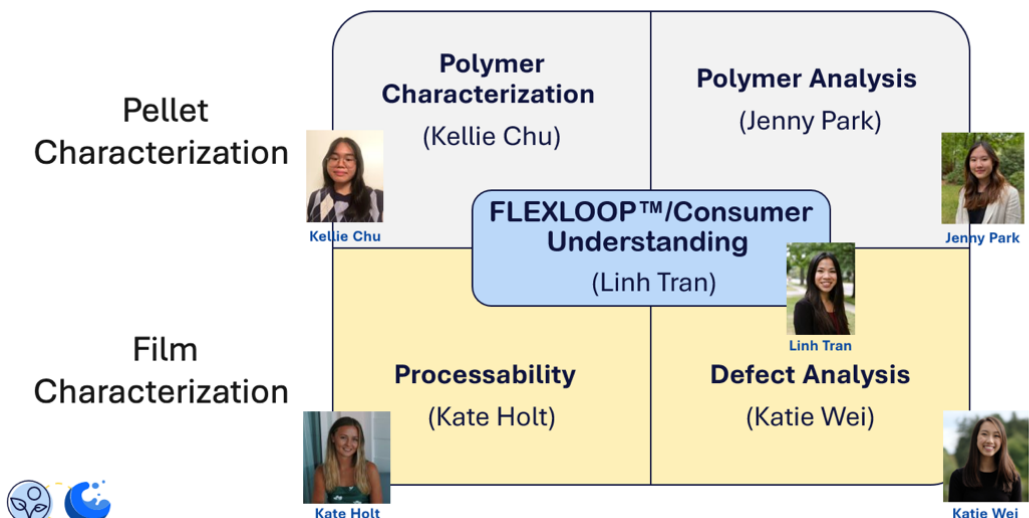 Pellet
Characterization
Polymer
Characterization
(Kellie Chu)
Polymer Analysis
(Jenny Park)
Kellie Chu
Jenny Park
FLEXLOOP™/Consumer
Understanding
(Linh Tran)
Linh Tran
Film
Characterization
Processability
(Kate Holt)
Defect Analysis
(Katie Wei)
Kate Holt
Katie Wei